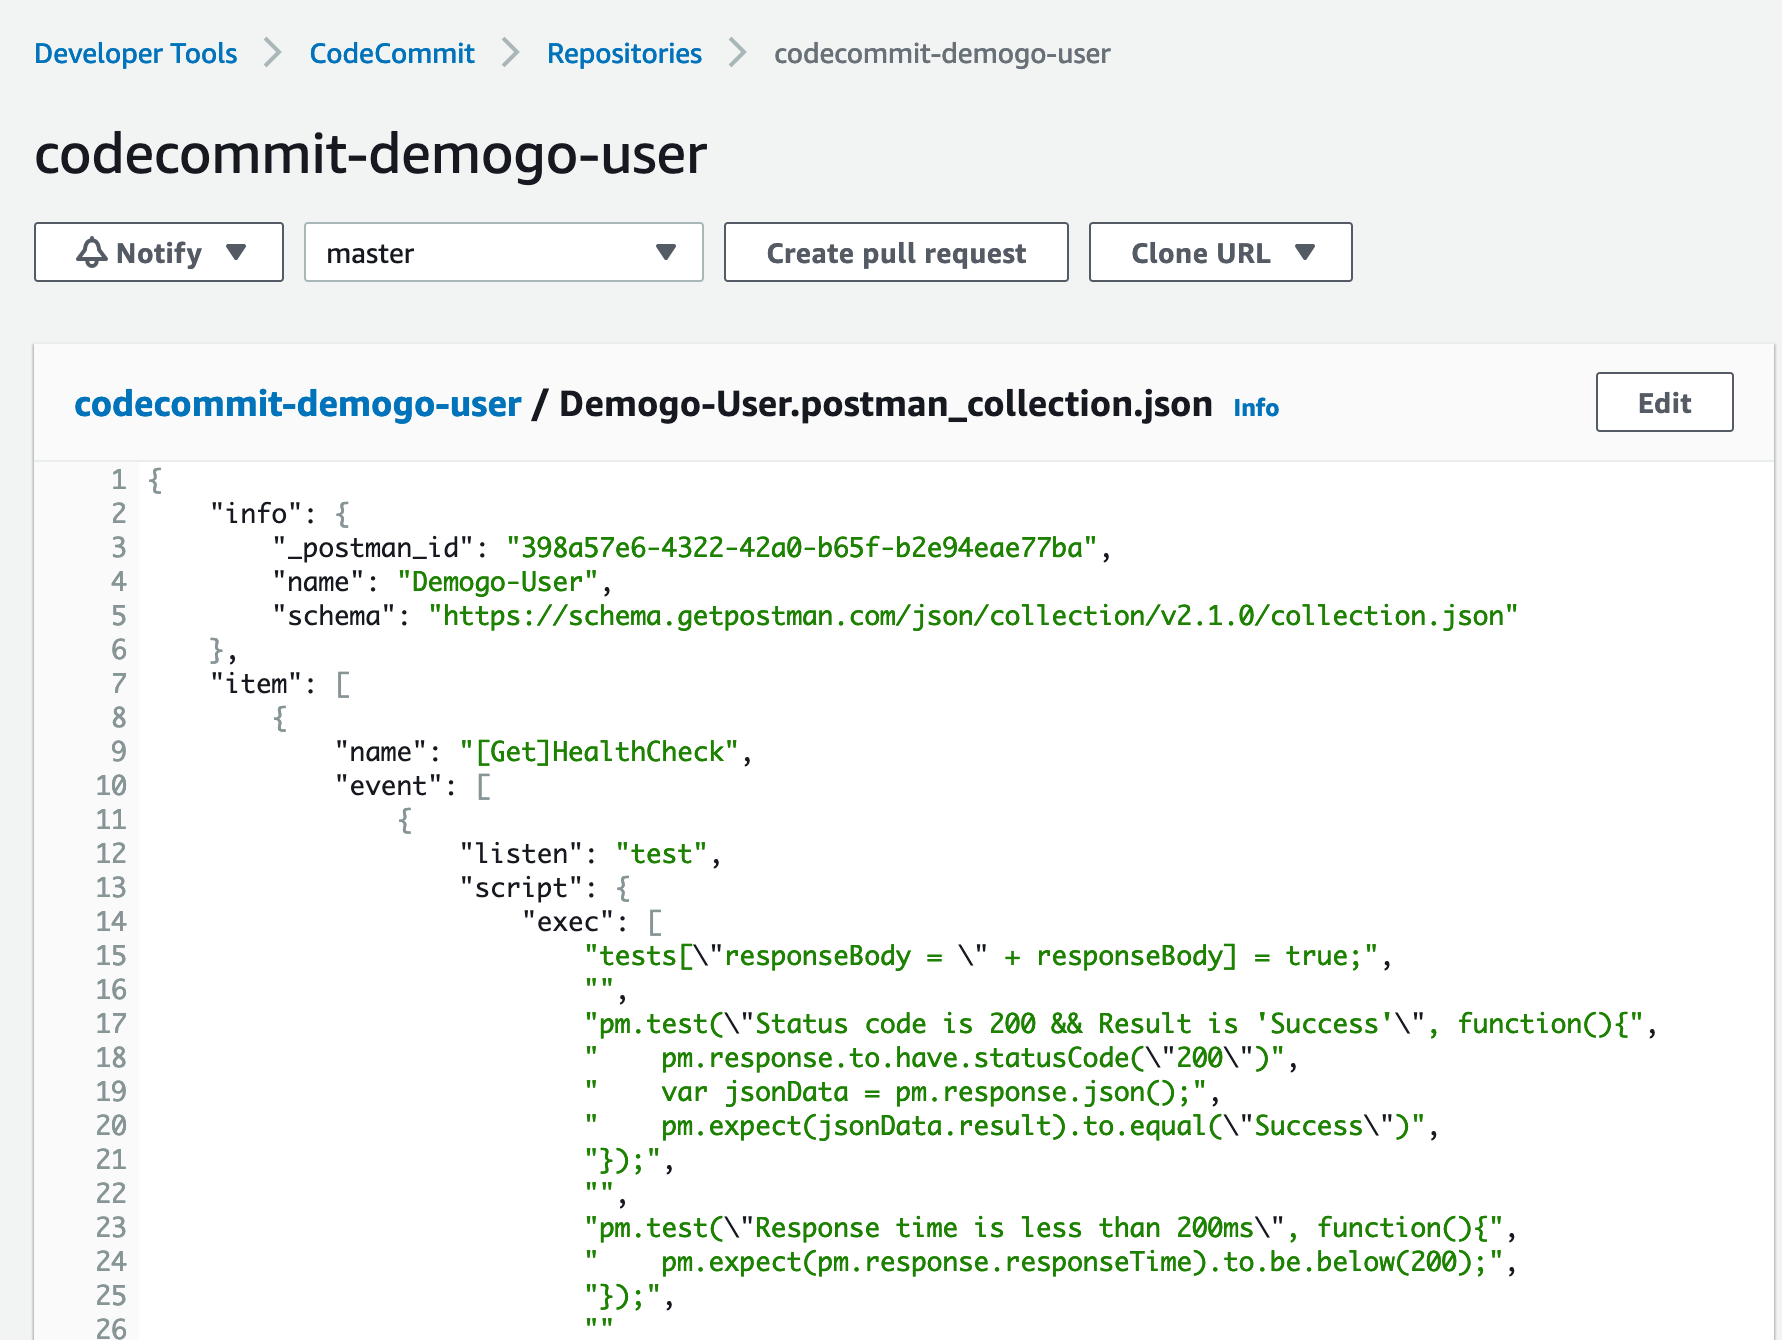 Developer Tools > CodeCommit > Repositories > codecommit-demogo-user
codecommit-demogo-user
Notify ▼ master ▼ Create pull request Clone URL ▼
codecommit-demogo-user / Demogo-User.postman_collection.json Info Edit
1 {
2     "info": {
3         "_postman_id": "398a57e6-4322-42a0-b65f-b2e94eae77ba",
4         "name": "Demogo-User",
5         "schema": "https://schema.getpostman.com/json/collection/v2.1.0/collection.json"
6     },
7     "item": [
8         {
9             "name": "[Get]HealthCheck",
10             "event": [
11                 {
12                     "listen": "test",
13                     "script": {
14                         "exec": [
15                             "tests[\"responseBody = \" + responseBody] = true;",
16                             "",
17                             "pm.test(\"Status code is 200 && Result is 'Success'\", function(){",
18                             "    pm.response.to.have.statusCode(\"200\")",
19                             "    var jsonData = pm.response.json();",
20                             "    pm.expect(jsonData.result).to.equal(\"Success\")",
21                             "});",
22                             "",
23                             "pm.test(\"Response time is less than 200ms\", function(){",
24                             "    pm.expect(pm.response.responseTime).to.be.below(200);",
25                             "});",
26                             ""